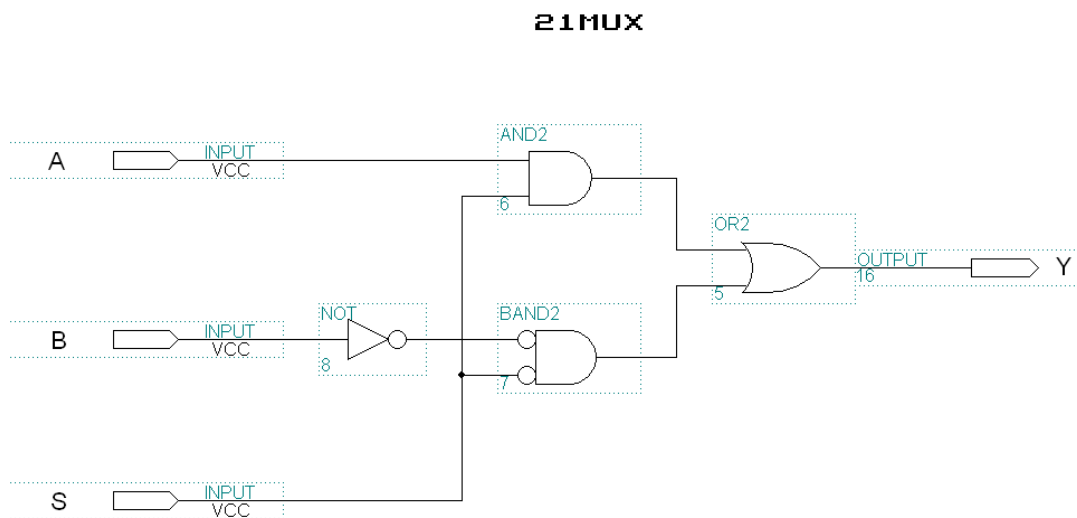 21MUX
AND2
A
INPUT
VCC
6
OR2
OUTPUT
Y
16
5
B
INPUT
VCC
NOT
8
BAND2
7
S
INPUT
VCC